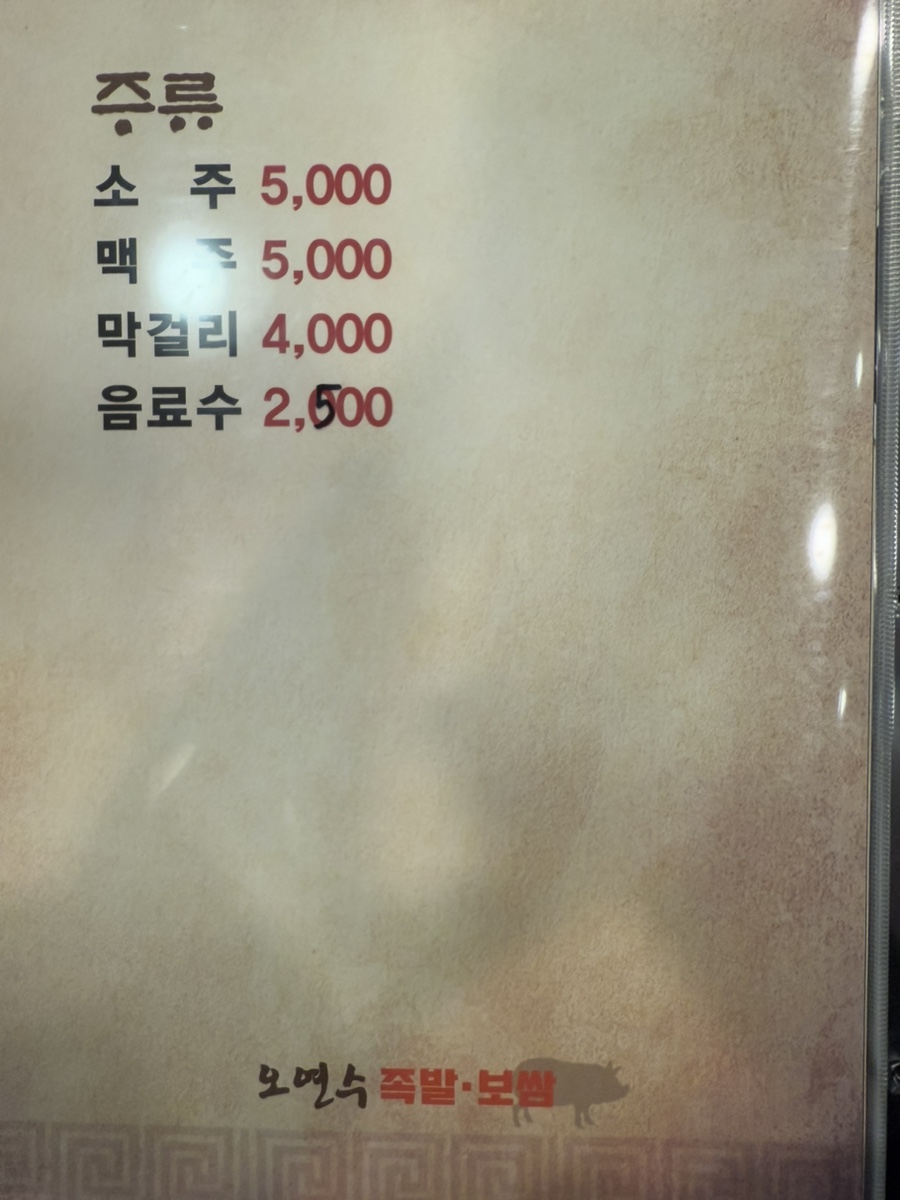 주류
소 주 5,000
맥 주 5,000
막걸리 4,000
음료수 2,500
오연수 족발·보쌈